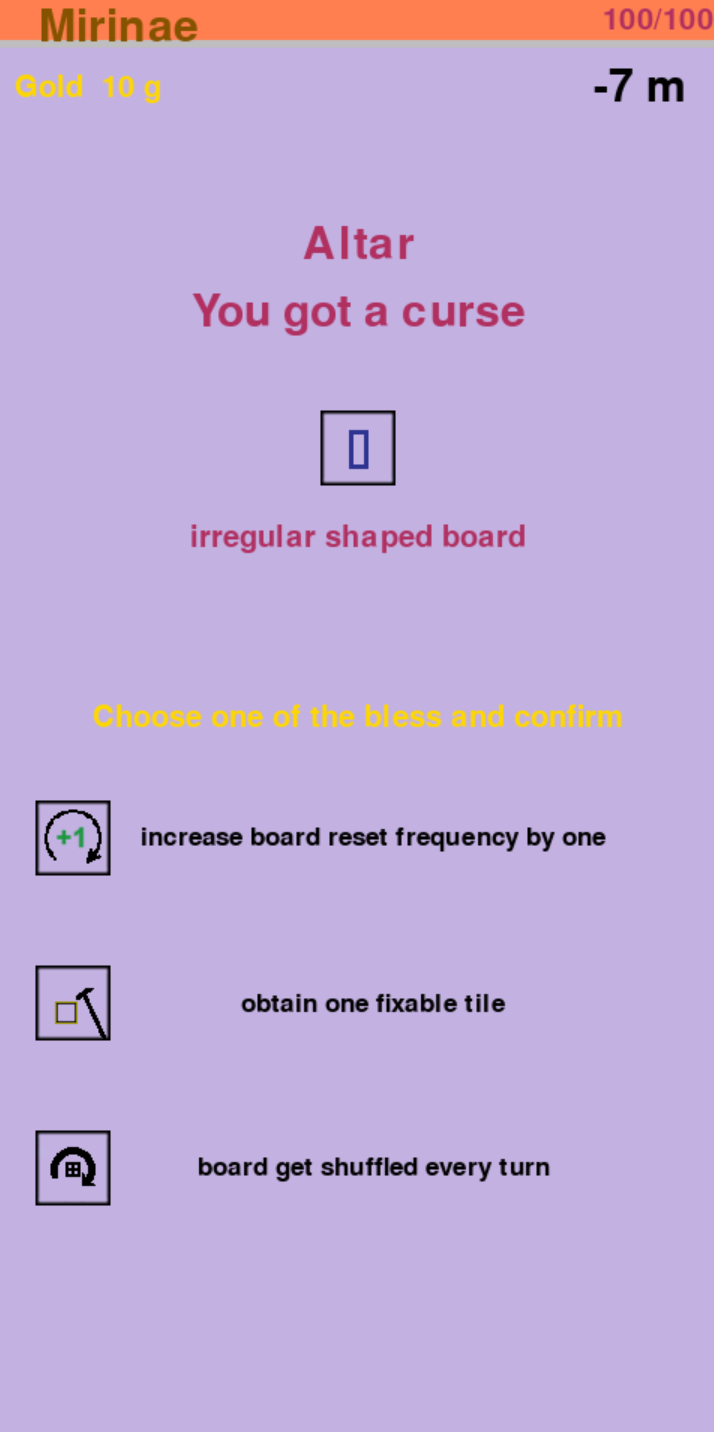 Mirinae
100/100
Gold 10 g
-7 m
Altar
You got a curse
irregular shaped board
Choose one of the bless and confirm
+1
increase board reset frequency by one
obtain one fixable tile
board get shuffled every turn